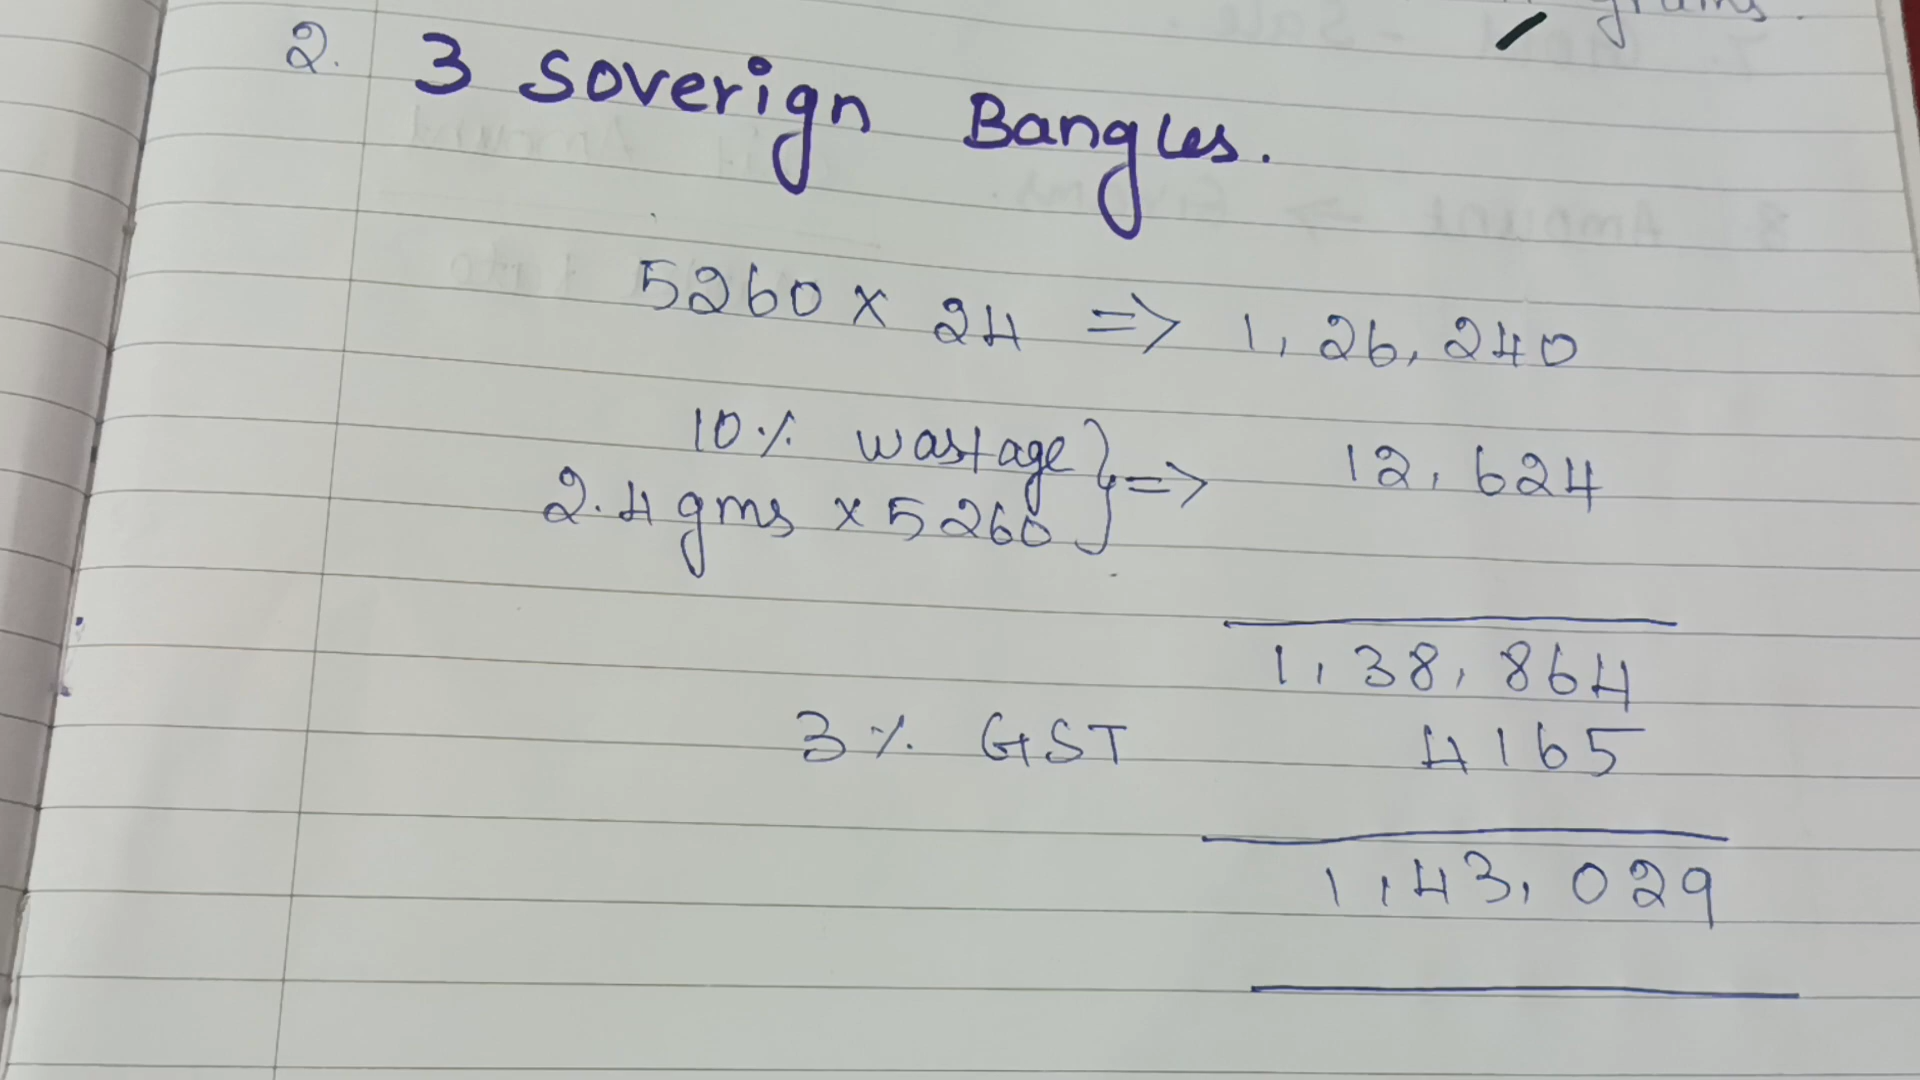 grams.
2. 3 Soverign Bangles.
5260 x 24 => 1,26,240
10% wastage } => 12,624
2.4 gms x 5260
1,38,864
3% GST 4165
1,43,029